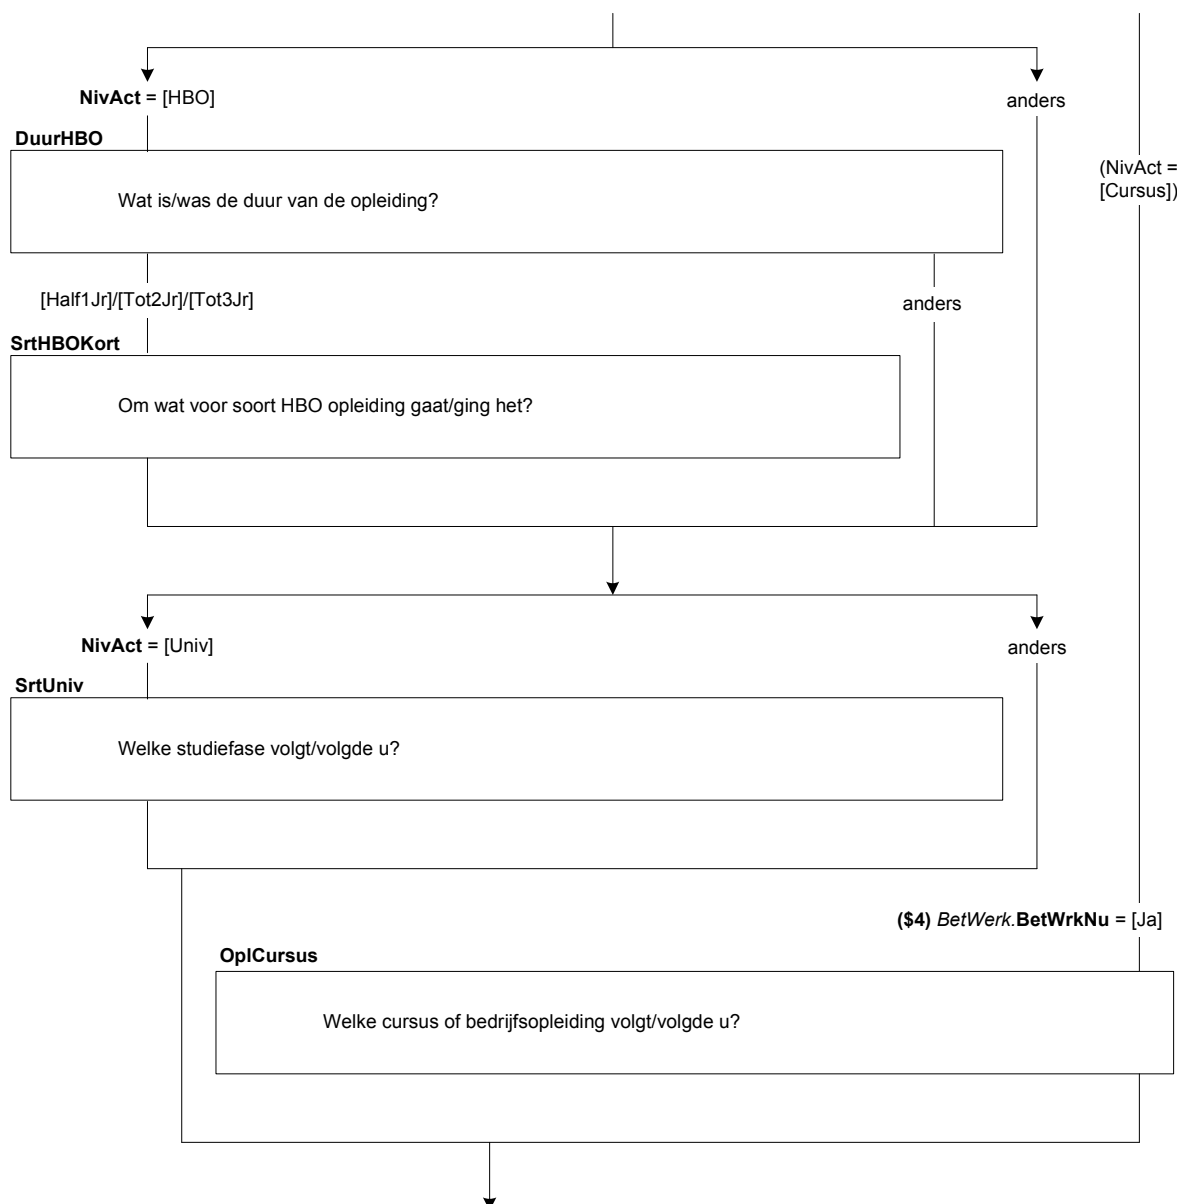 NivAct = [HBO]
anders
DuurHBO
(NivAct =
[Cursus])
Wat is/was de duur van de opleiding?
[Half1Jr]/[Tot2Jr]/[Tot3Jr]
anders
SrtHBOKort
Om wat voor soort HBO opleiding gaat/ging het?
NivAct = [Univ]
anders
SrtUniv
Welke studiefase volgt/volgde u?
($4) BetWerk.BetWrkNu = [Ja]
OplCursus
Welke cursus of bedrijfsopleiding volgt/volgde u?